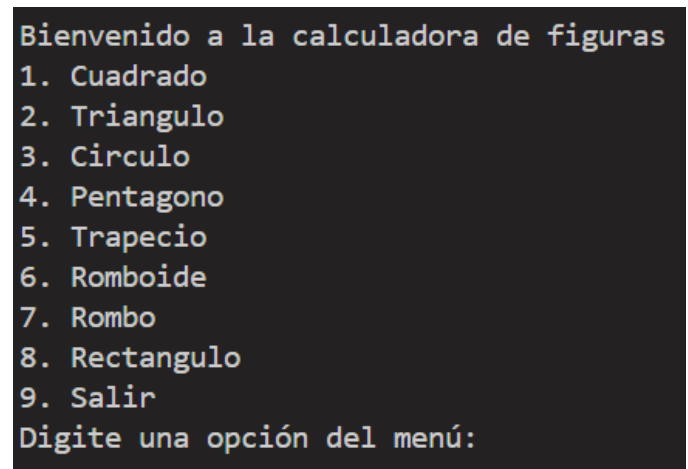 Bienvenido a la calculadora de figuras
1. Cuadrado
2. Triangulo
3. Circulo
4. Pentagono
5. Trapecio
6. Romboide
7. Rombo
8. Rectangulo
9. Salir
Digite una opción del menú: